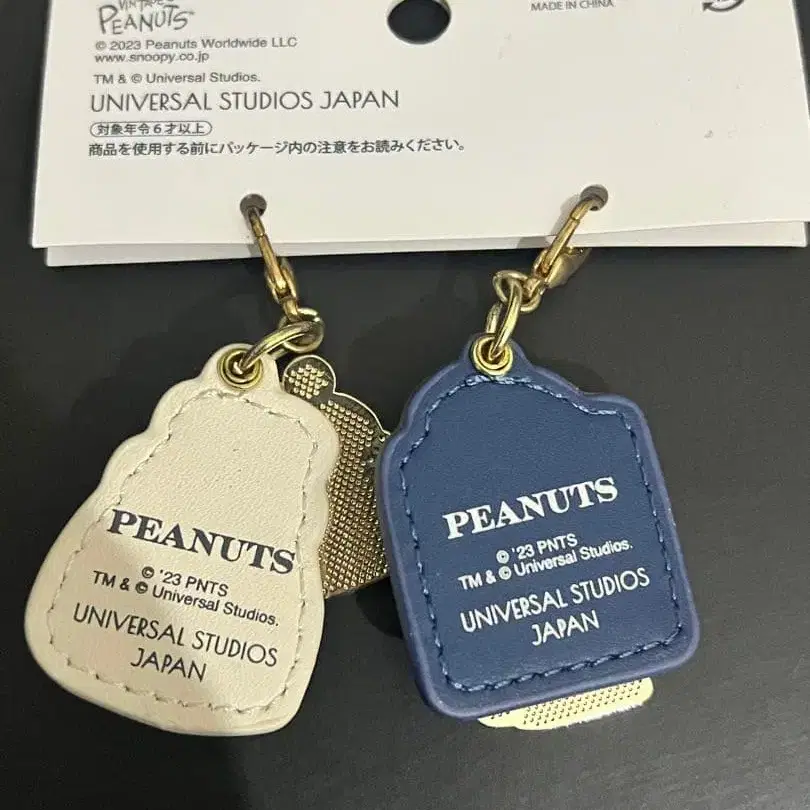 VINTAGE
PEANUTS
MADE IN CHINA
© 2023 Peanuts Worldwide LLC
www.snoopy.co.jp
TM & © Universal Studios.
UNIVERSAL STUDIOS JAPAN
対象年令6才以上
商品を使用する前にパッケージ内の注意をお読みください。
PEANUTS
© '23 PNTS
TM & © Universal Studios.
UNIVERSAL STUDIOS
JAPAN
PEANUTS
© '23 PNTS
TM & © Universal Studios.
UNIVERSAL STUDIOS
JAPAN